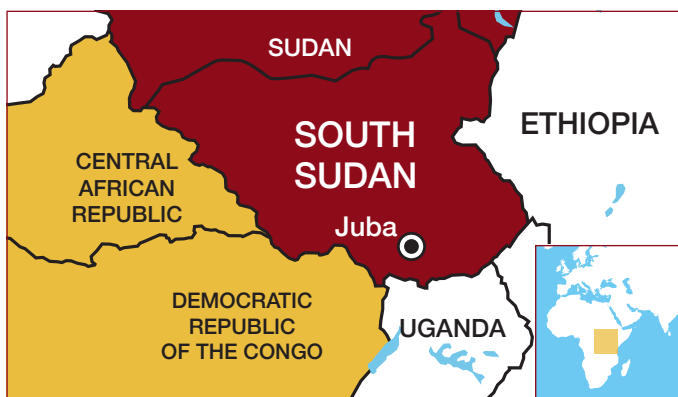 SUDAN
SOUTH
SUDAN
ETHIOPIA
CENTRAL
AFRICAN
REPUBLIC
Juba
DEMOCRATIC
REPUBLIC
OF THE CONGO
UGANDA